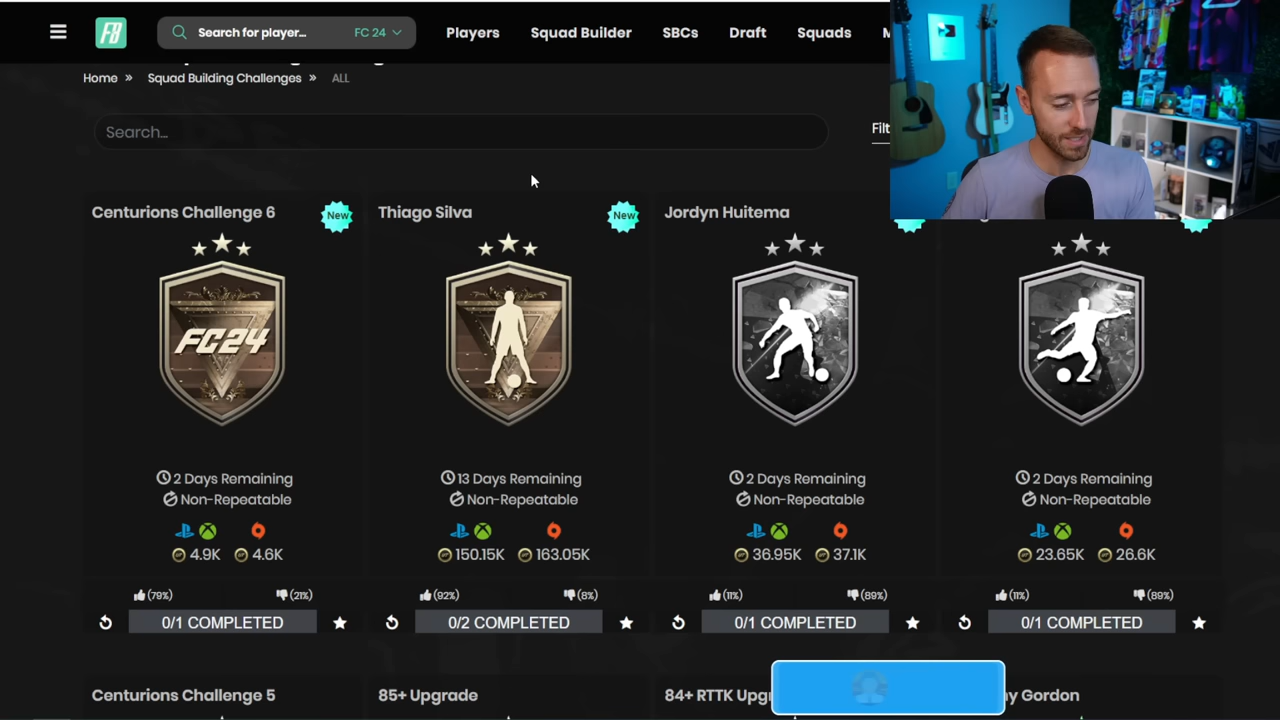 FB
Search for player...
FC 24
Players
Squad Builder
SBCs
Draft
Squads
Home » Squad Building Challenges » ALL
Search...
Centurions Challenge 6
New
Thiago Silva
New
Jordyn Huitema
FC24
2 Days Remaining
Non-Repeatable
4.9K
4.6K
(79%)
(21%)
0/1 COMPLETED
13 Days Remaining
Non-Repeatable
150.15K
163.05K
(92%)
(8%)
0/2 COMPLETED
2 Days Remaining
Non-Repeatable
36.95K
37.1K
(11%)
(89%)
0/1 COMPLETED
2 Days Remaining
Non-Repeatable
23.65K
26.6K
(11%)
(89%)
0/1 COMPLETED
Centurions Challenge 5
85+ Upgrade
84+ RTTK
Gordon